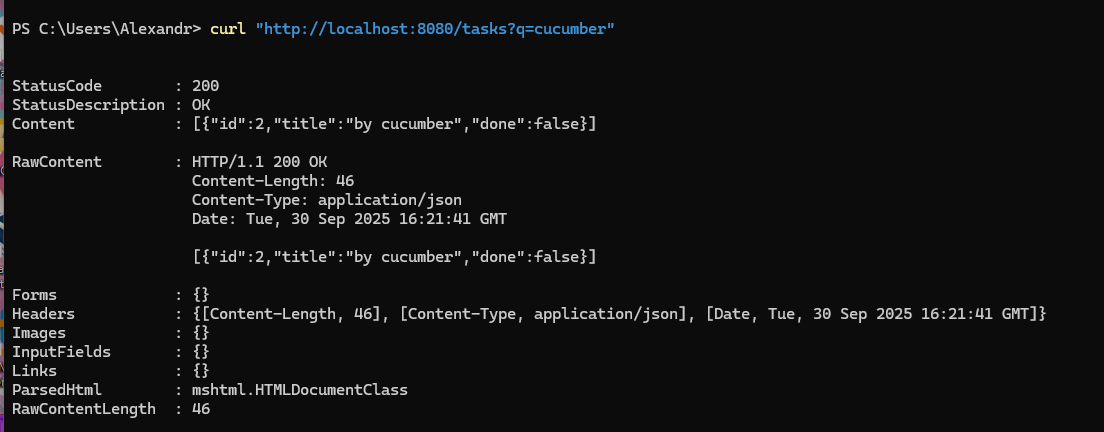 PS C:\Users\Alexandr> curl "http://localhost:8080/tasks?q=cucumber"
StatusCode        : 200
StatusDescription : OK
Content           : [{"id":2,"title":"by cucumber","done":false}]
RawContent        : HTTP/1.1 200 OK
                    Content-Length: 46
                    Content-Type: application/json
                    Date: Tue, 30 Sep 2025 16:21:41 GMT
                    [{"id":2,"title":"by cucumber","done":false}]
Forms             : {}
Headers           : {[Content-Length, 46], [Content-Type, application/json], [Date, Tue, 30 Sep 2025 16:21:41 GMT]}
Images            : {}
InputFields       : {}
Links             : {}
ParsedHtml        : mshtml.HTMLDocumentClass
RawContentLength  : 46